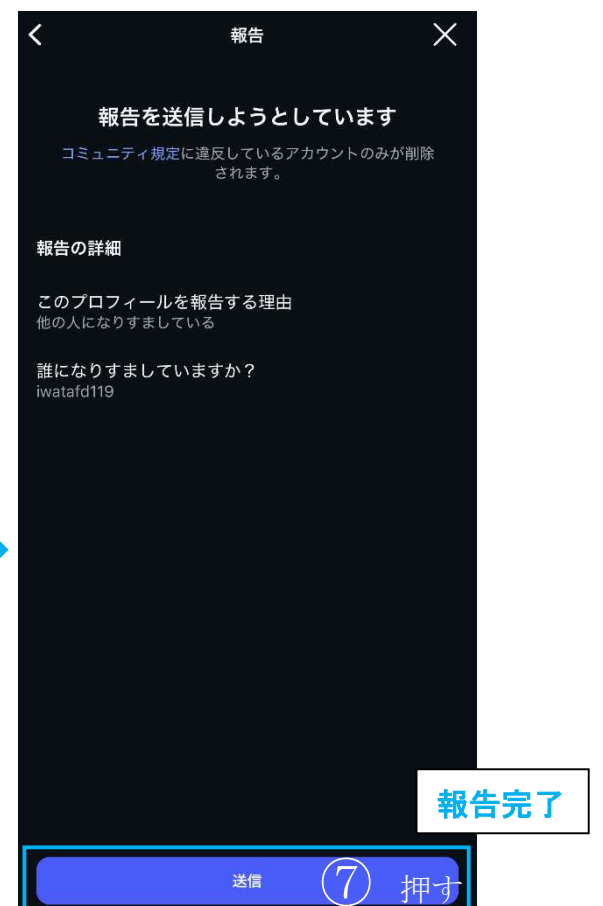 報告
報告を送信しようとしています
コミュニティ規定に違反しているアカウントのみが削除
されます。
報告の詳細
このプロフィールを報告する理由
他の人になりすましている
誰になりすましていますか？
iwatafd119
報告完了
送信 ⑦ 押す